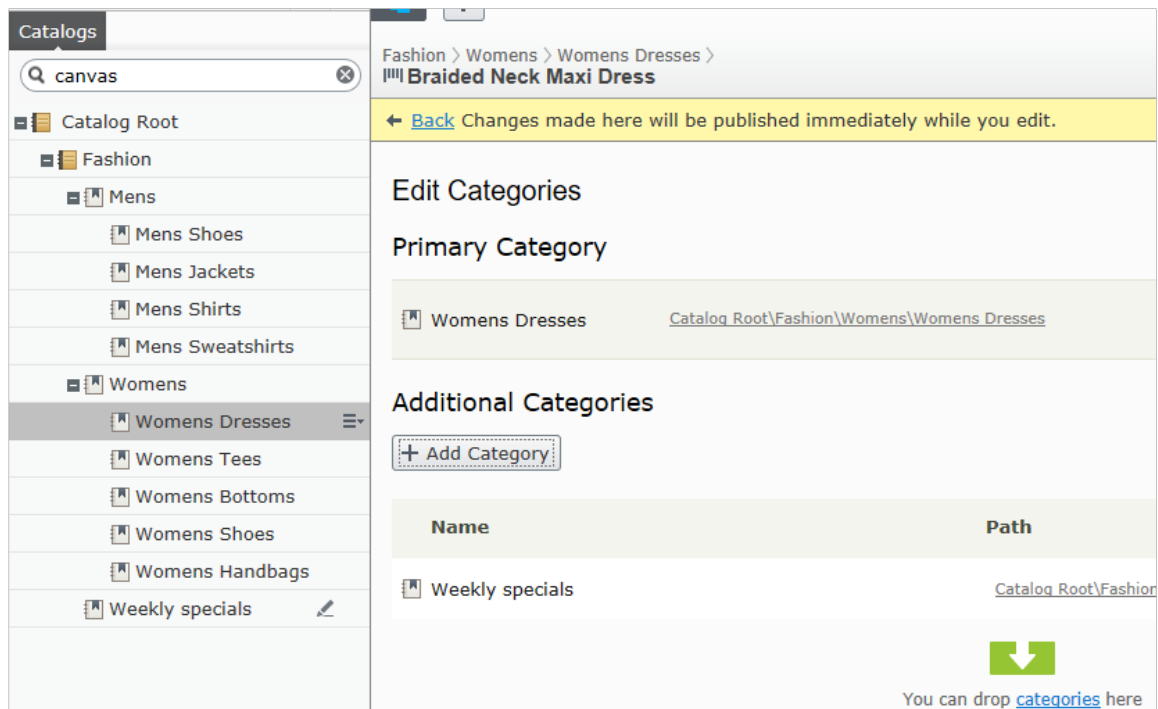 Catalogs
canvas
Catalog Root
Fashion
Mens
Mens Shoes
Mens Jackets
Mens Shirts
Mens Sweatshirts
Womens
Womens Dresses
Womens Tees
Womens Bottoms
Womens Shoes
Womens Handbags
Weekly specials
Fashion > Womens > Womens Dresses >
Braided Neck Maxi Dress
Back Changes made here will be published immediately while you edit.
Edit Categories
Primary Category
Womens Dresses Catalog Root\Fashion\Womens\Womens Dresses
Additional Categories
+ Add Category
Name Path
Weekly specials Catalog Root\Fashion
You can drop categories here